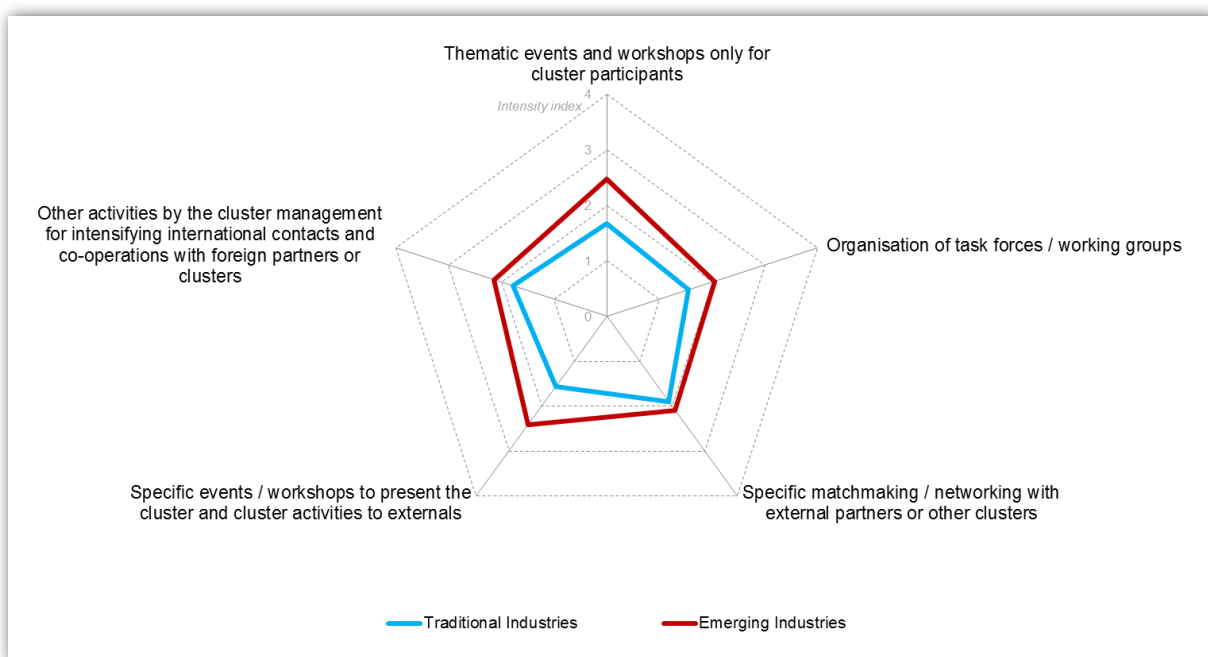 Thematic events and workshops only for
cluster participants
Intensity index
4
3
2
1
0
Other activities by the cluster management
for intensifying international contacts and
co-operations with foreign partners or
clusters
Organisation of task forces / working groups
Specific events / workshops to present the
cluster and cluster activities to externals
Specific matchmaking / networking with
external partners or other clusters
Traditional Industries
Emerging Industries